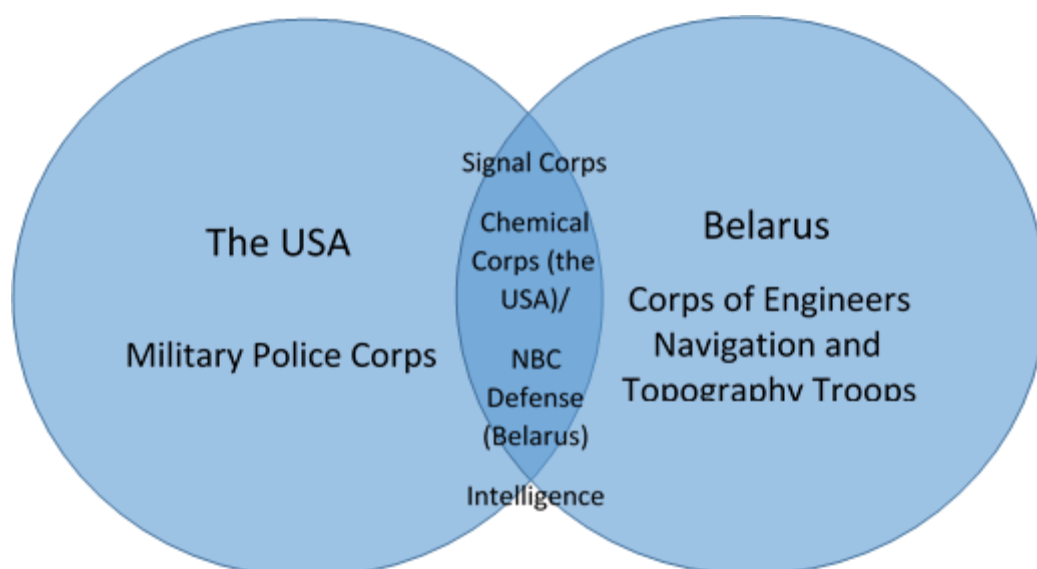 The USA
Military Police Corps
Signal Corps
Chemical
Corps (the
USA)/
NBC
Defense
(Belarus)
Intelligence
Belarus
Corps of Engineers
Navigation and
Topography Troops